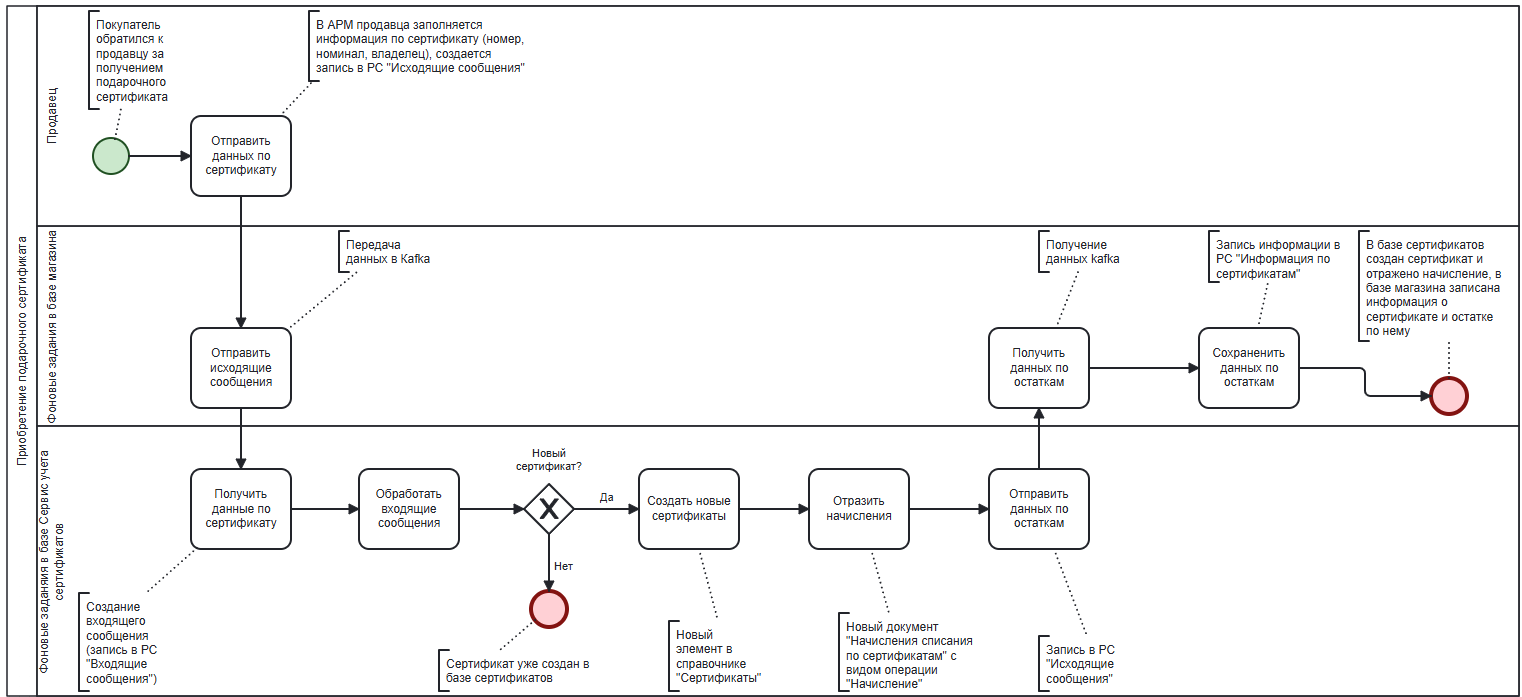 Приобретение подарочного сертификата
Продавец
Покупатель
обратился к
продавцу за
получением
подарочного
сертификата
В АРМ продавца заполняется
информация по сертификату (номер,
номинал, владелец), создается
запись в РС "Исходящие сообщения"
Отправить
данных по
сертификату
Фоновые задания в базе магазина
Передача
данных в Kafka
Отправить
исходящие
сообщения
Получение
данных kafka
Получить
данных по
остаткам
Запись информации в
РС "Информация по
сертификатам"
Сохраненить
данных по
остаткам
В базе сертификатов
создан сертификат и
отражено начисление, в
базе магазина записана
информация о
сертификате и остатке
по нему
Фоновые заданяия в базе Сервис учета
сертификатов
Получить
данные по
сертификату
Обработать
входящие
сообщения
Новый
сертификат?
Да
Нет
Создать новые
сертификаты
Отразить
начисления
Отправить
данных по
остаткам
Создание
входящего
сообщения
(запись в РС
"Входящие
сообщения")
Сертификат уже создан в
базе сертификатов
Новый
элемент в
справочнике
"Сертификаты"
Новый документ
"Начисления списания
по сертификатам" с
видом операции
"Начисление"
Запись в РС
"Исходящие
сообщения"